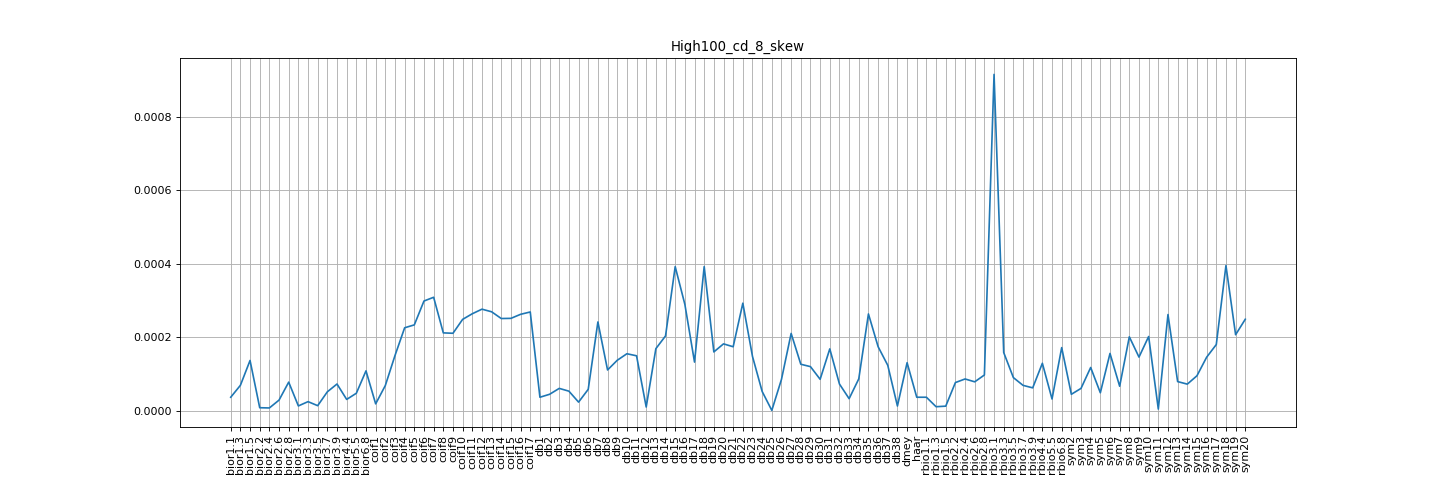 High100_cd_8_skew
0.0008
0.0006
0.0004
0.0002
0.0000
bior1.1
bior1.3
bior1.5
bior2.2
bior2.4
bior2.6
bior2.8
bior3.1
bior3.3
bior3.5
bior3.7
bior3.9
bior4.4
bior5.5
bior6.8
coif1
coif2
coif3
coif4
coif5
coif6
coif7
coif8
coif9
coif10
coif11
coif12
coif13
coif14
coif15
coif16
coif17
db1
db2
db3
db4
db5
db6
db7
db8
db9
db10
db11
db12
db13
db14
db15
db16
db17
db18
db19
db20
db21
db22
db23
db24
db25
db26
db27
db28
db29
db30
db31
db32
db33
db34
db35
db36
db37
db38
dmey
haar
rbio1.1
rbio1.3
rbio1.5
rbio2.2
rbio2.4
rbio2.6
rbio2.8
rbio3.1
rbio3.3
rbio3.5
rbio3.7
rbio3.9
rbio4.4
rbio5.5
rbio6.8
sym2
sym3
sym4
sym5
sym6
sym7
sym8
sym9
sym10
sym11
sym12
sym13
sym14
sym15
sym16
sym17
sym18
sym19
sym20